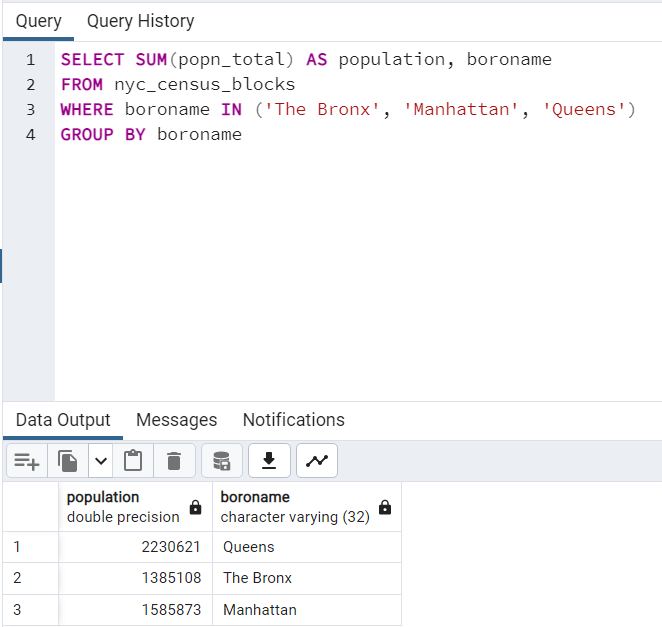 Query Query History
1 SELECT SUM(popn_total) AS population, boroname
2 FROM nyc_census_blocks
3 WHERE boroname IN ('The Bronx', 'Manhattan', 'Queens')
4 GROUP BY boroname
Data Output Messages Notifications
population boroname
double precision character varying (32)
1 2230621 Queens
2 1385108 The Bronx
3 1585873 Manhattan